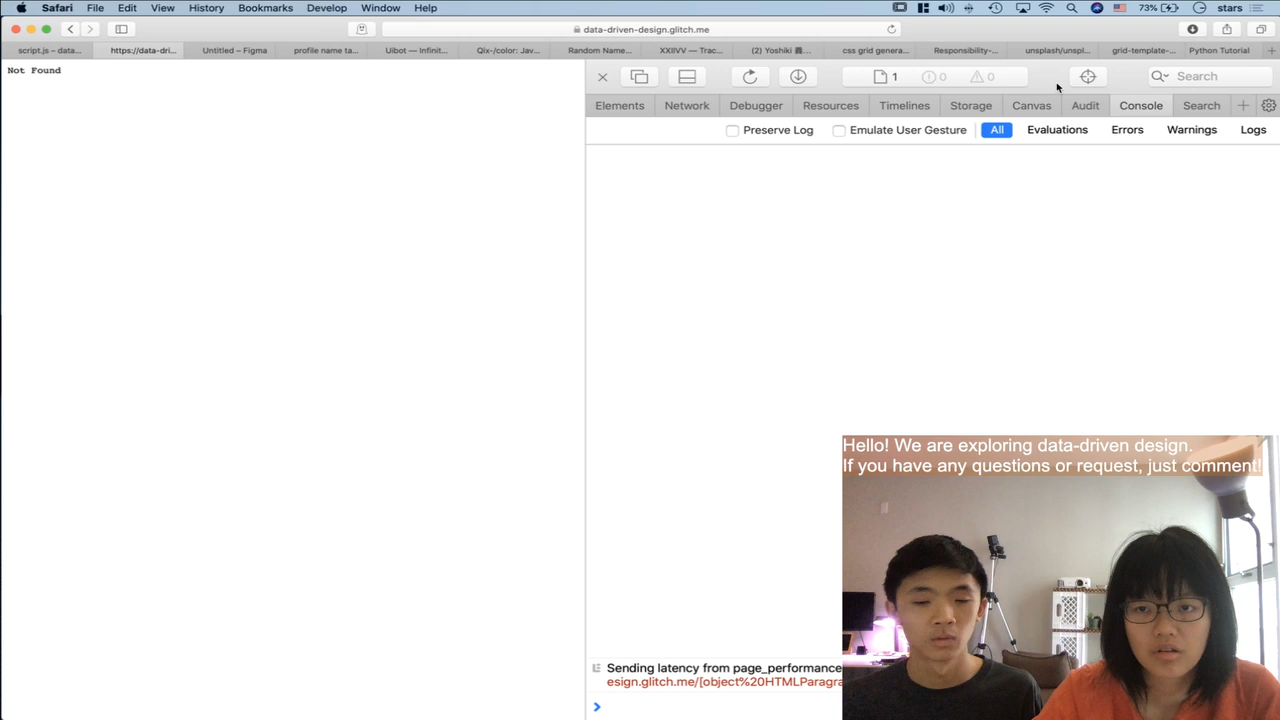 Safari File Edit View History Bookmarks Develop Window Help 73% stars
data-driven-design.glitch.me
script.js – data... https://data-dri... Untitled – Figma profile name ta... Uibot — Infinit... Qix-/color: Jav... Random Name... XXIIVV — Trac... (2) Yoshiki css grid genera... Responsibility-... unsplash/unspl... grid-template-... Python Tutorial
Not Found
1 0 0 Search
Elements Network Debugger Resources Timelines Storage Canvas Audit Console Search
Preserve Log Emulate User Gesture All Evaluations Errors Warnings Logs
Hello! We are exploring data-driven design.
If you have any questions or request, just comment!
Sending latency from page_performance
esign.glitch.me/[object%20HTMLParagra